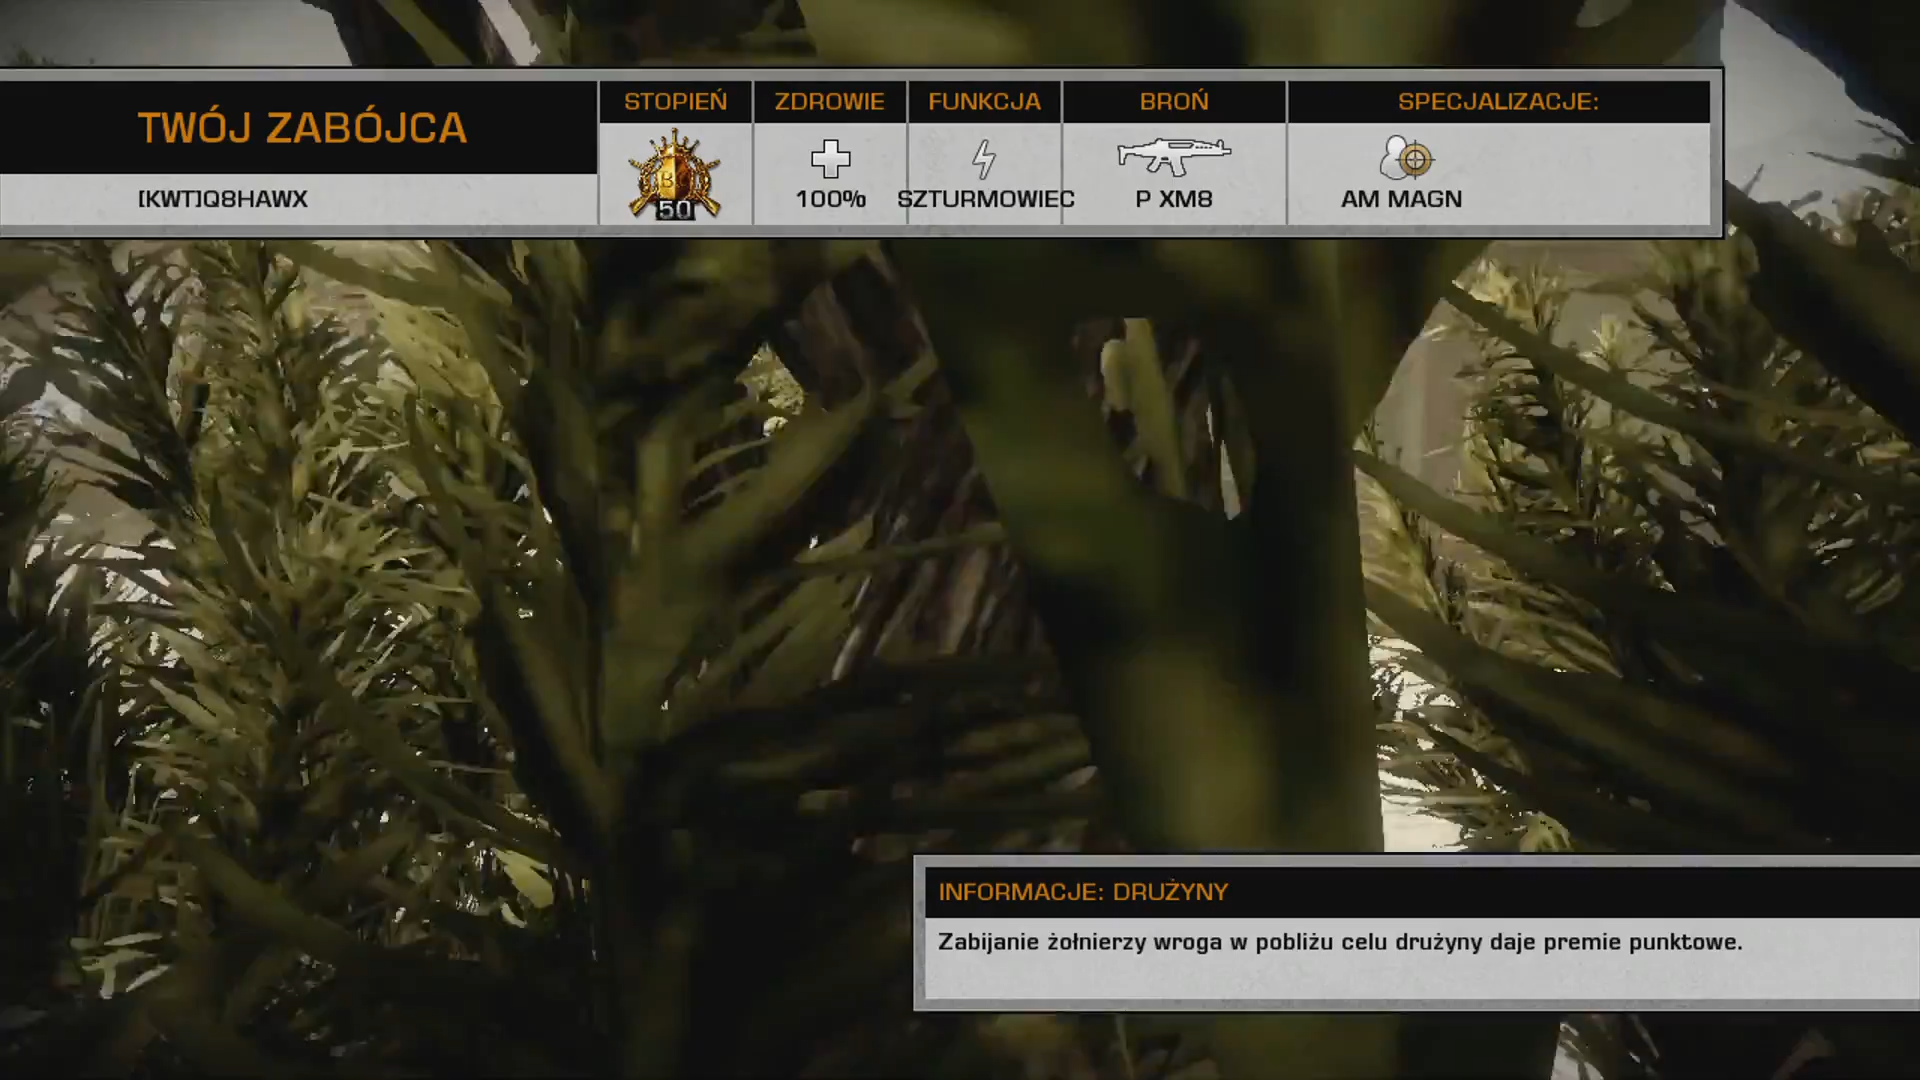 TWÓJ ZABÓJCA
[KWT]Q8HAWX
STOPIEŃ
50
ZDROWIE
100%
FUNKCJA
SZTURMOWIEC
BROŃ
P XM8
SPECJALIZACJE:
AM MAGN
INFORMACJE: DRUŻYNY
Zabijanie żołnierzy wroga w pobliżu celu drużyny daje premie punktowe.